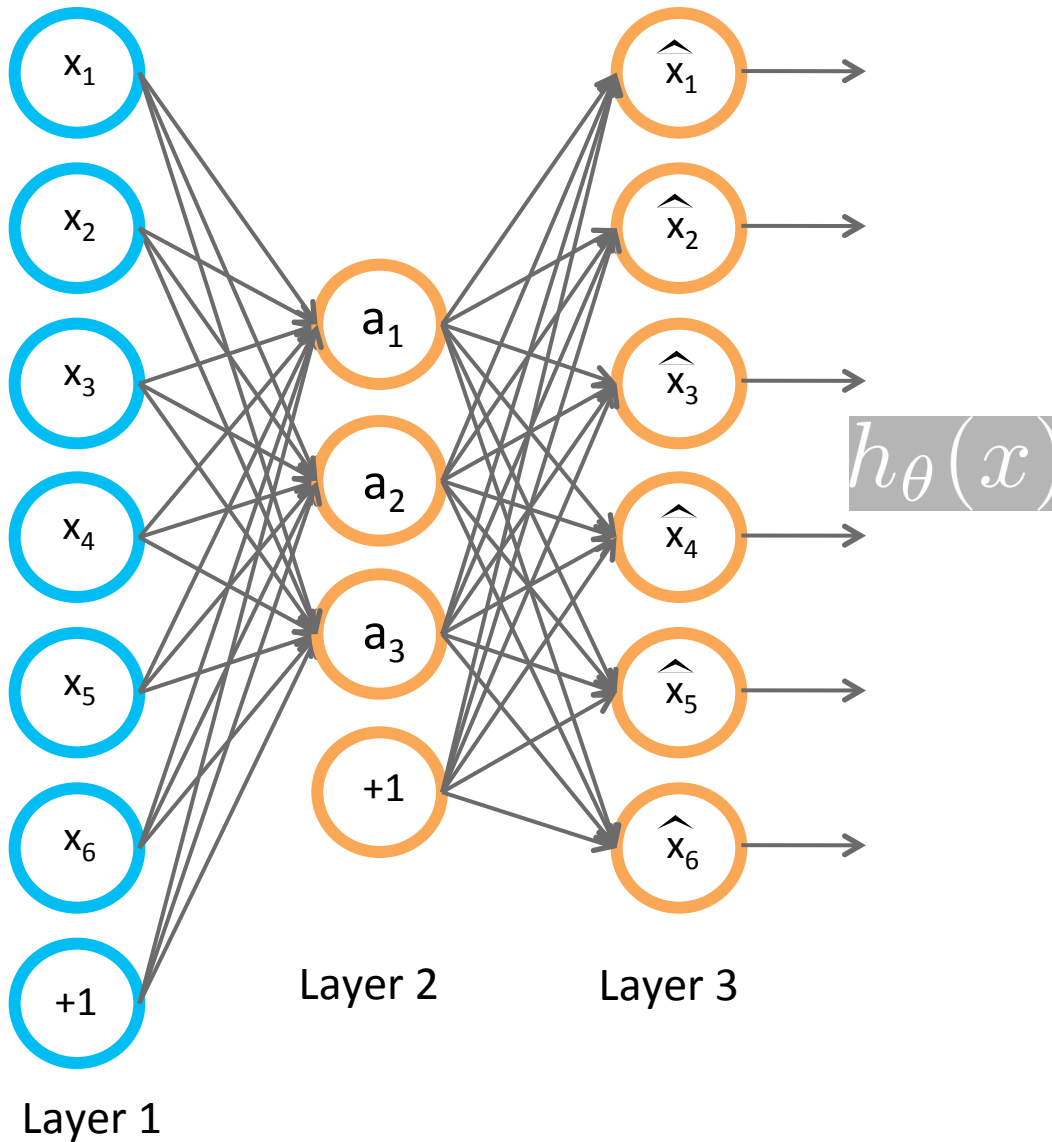 x₁
x₂
x₃
x₄
x₅
x₆
+1
Layer 1
a₁
a₂
a₃
+1
Layer 2
x̂₁
x̂₂
x̂₃
x̂₄
x̂₅
x̂₆
Layer 3
hθ(x)